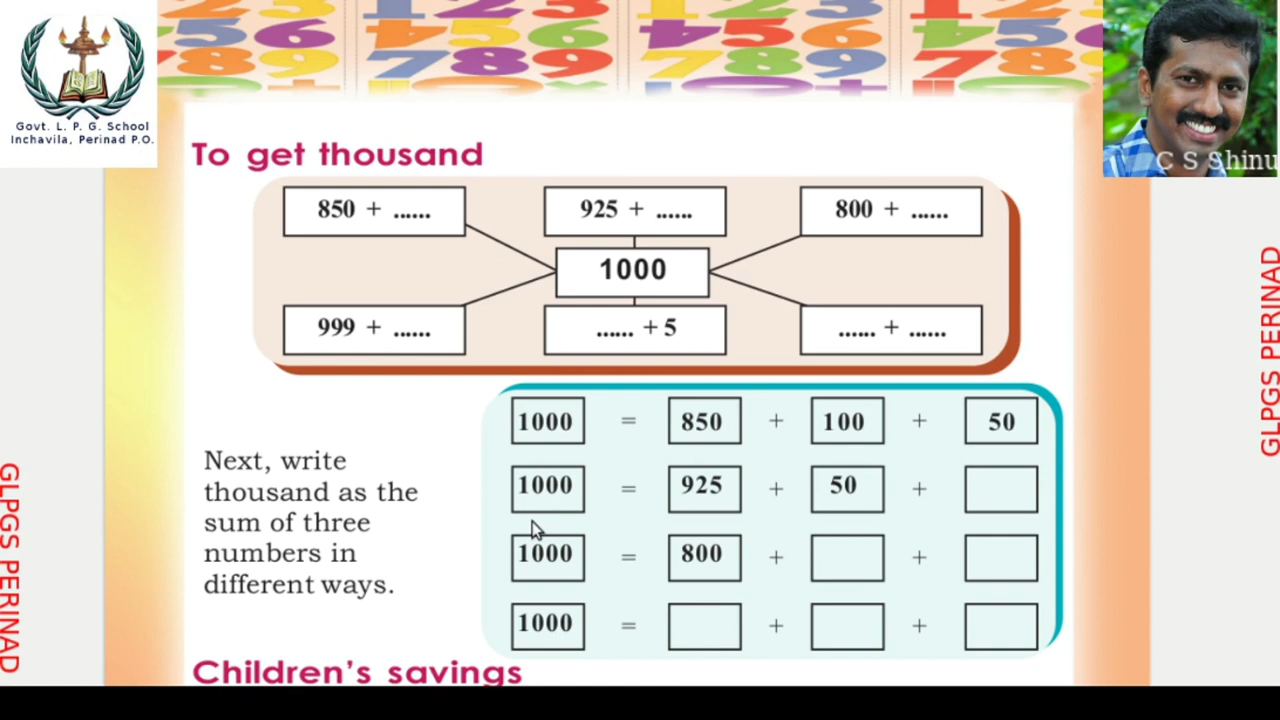 Govt. L. P. G. School
Inchavila, Perinad P.O.
C S Shinu
To get thousand
850 + ......
925 + ......
800 + ......
1000
999 + ......
...... + 5
...... + ......
1000 = 850 + 100 + 50
1000 = 925 + 50 +
1000 = 800 + +
1000 = + +
Next, write
thousand as the
sum of three
numbers in
different ways.
Children's savings
GLPGS PERINAD
GLPGS PERINAD